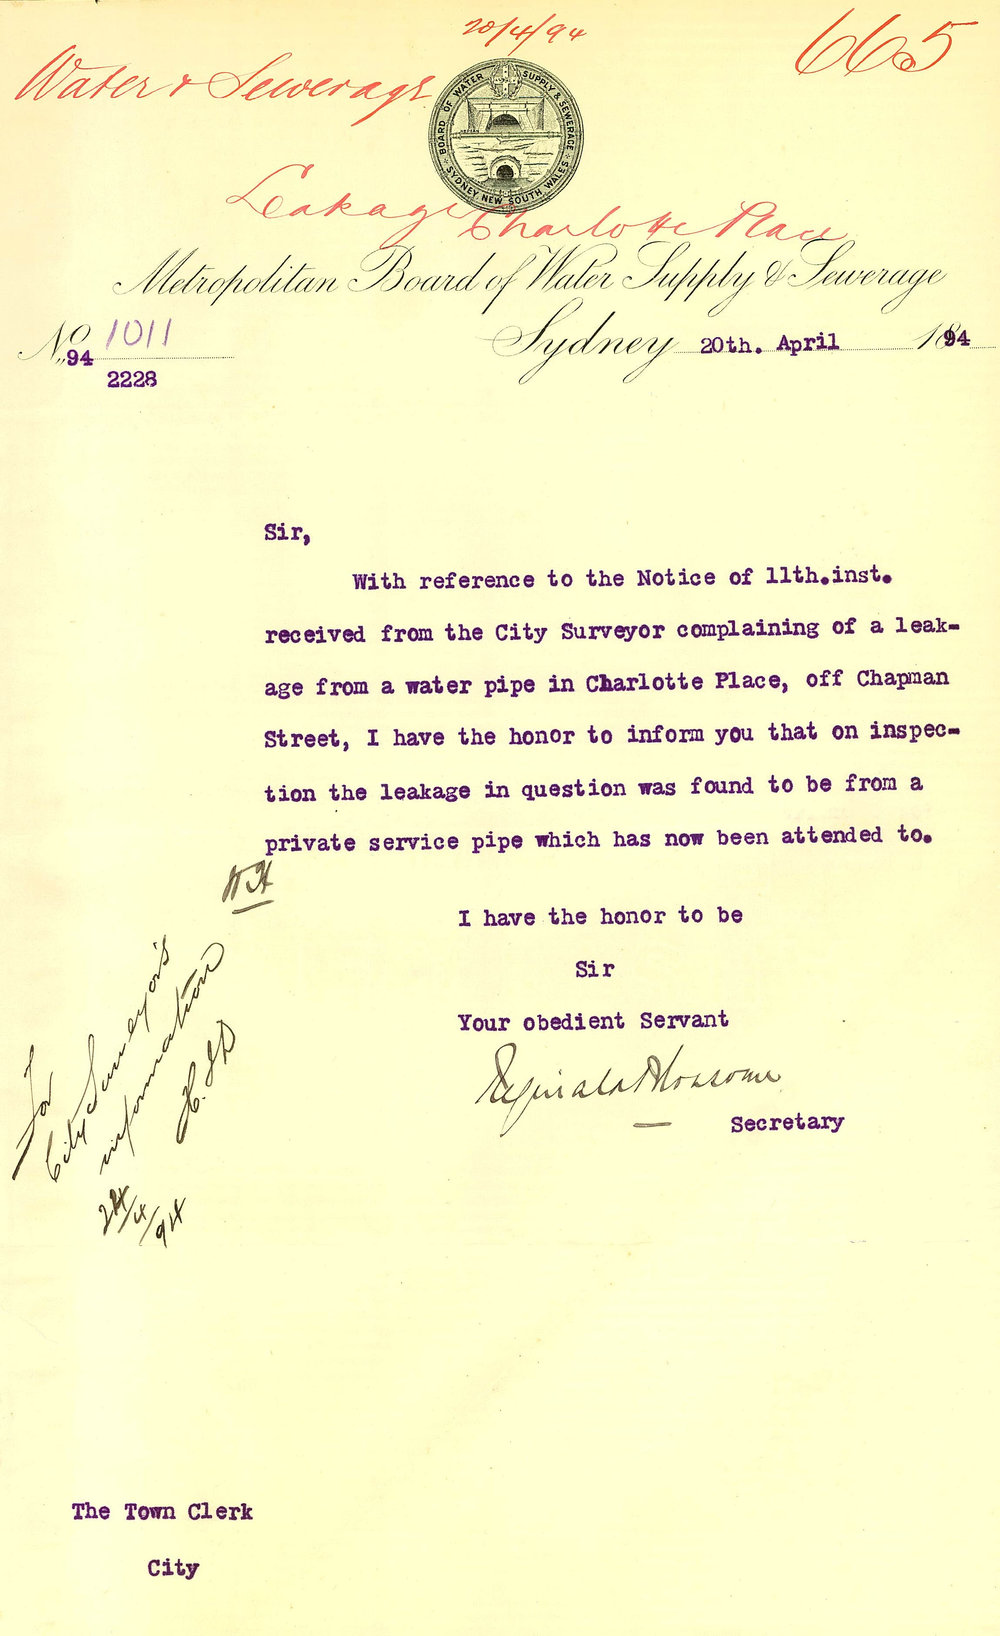 20/4/94
665
Water & Sewerage
BOARD OF WATER SUPPLY & SEWERAGE
SYDNEY, NEW SOUTH WALES
Leakage Charlotte Place
Metropolitan Board of Water Supply & Sewerage
No. 94 1011
2228
Sydney 20th. April 1894
Sir,
With reference to the Notice of 11th.inst.
received from the City Surveyor complaining of a leak-
age from a water pipe in Charlotte Place, off Chapman
Street, I have the honor to inform you that on inspec-
tion the leakage in question was found to be from a
private service pipe which has now been attended to.
I have the honor to be
Sir
Your obedient Servant
Secretary
For
City Surveyor's
information
24/4/94
The Town Clerk
City